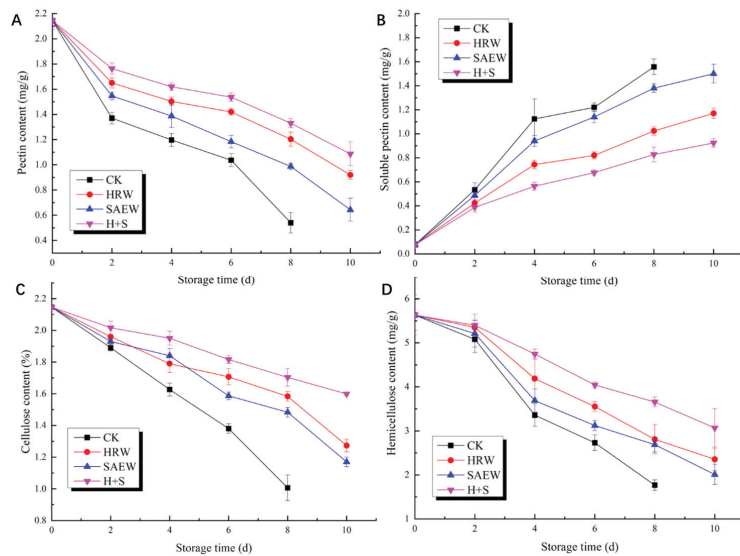 A
Pectin content (mg/g)
2.2
2.0
1.8
1.6
1.4
1.2
1.0
0.8
0.6
0.4
CK
HRW
SAEW
H+S
0 2 4 6 8 10
Storage time (d)
B
Soluble pectin content (mg/g)
2.0
1.8
1.6
1.4
1.2
1.0
0.8
0.6
0.4
0.2
0.0
CK
HRW
SAEW
H+S
0 2 4 6 8 10
Storage time (d)
C
Cellulose content (%)
2.2
2.0
1.8
1.6
1.4
1.2
1.0
0.8
CK
HRW
SAEW
H+S
0 2 4 6 8 10
Storage time (d)
D
Hemicellulose content (mg/g)
6
5
4
3
2
1
CK
HRW
SAEW
H+S
0 2 4 6 8 10
Storage time (d)